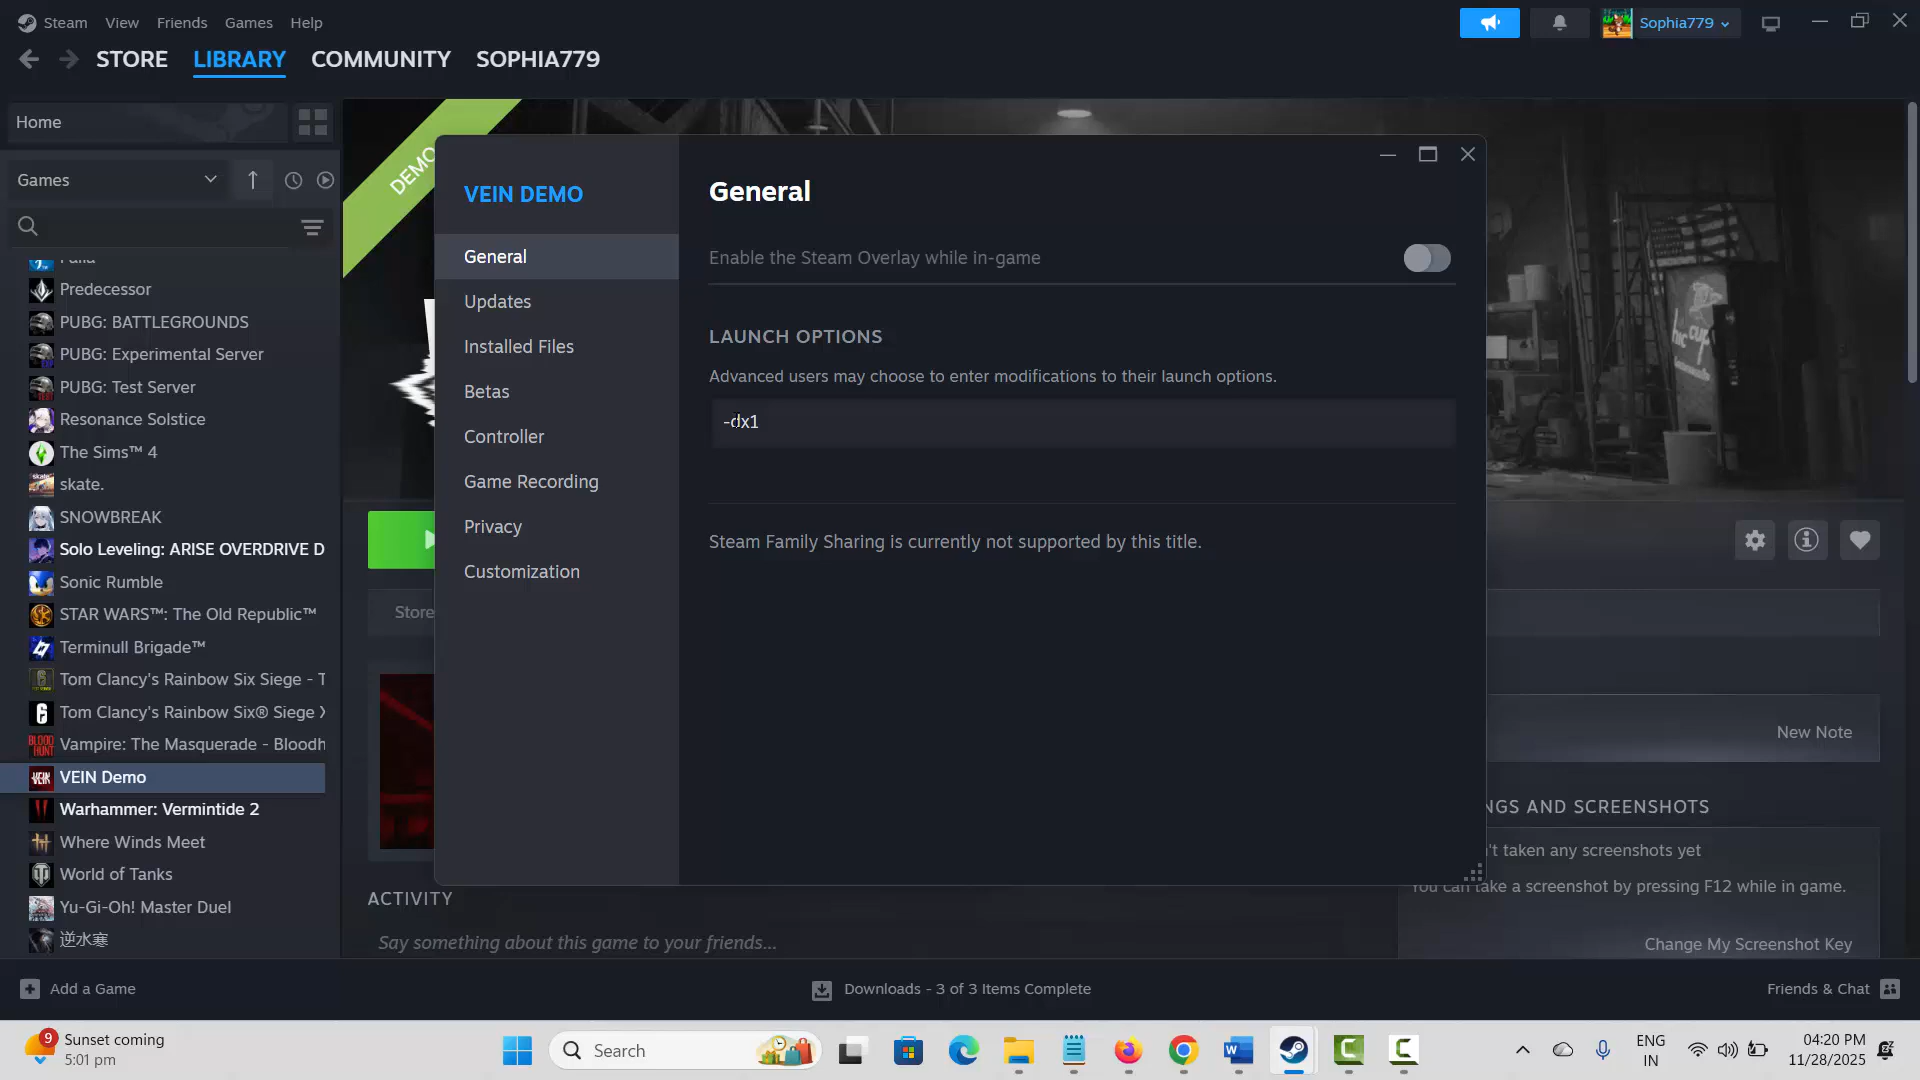 Steam View Friends Games Help
Sophia779
STORE LIBRARY COMMUNITY SOPHIA779
Home
Games
Predecessor
PUBG: BATTLEGROUNDS
PUBG: Experimental Server
PUBG: Test Server
Resonance Solstice
The Sims™ 4
skate.
SNOWBREAK
Solo Leveling: ARISE OVERDRIVE D
Sonic Rumble
STAR WARS™: The Old Republic™
Terminull Brigade™
Tom Clancy's Rainbow Six Siege - T
Tom Clancy's Rainbow Six® Siege X
Vampire: The Masquerade - Bloodh
VEIN Demo
Warhammer: Vermintide 2
Where Winds Meet
World of Tanks
Yu-Gi-Oh! Master Duel
逆水寒
DEMO
VEIN DEMO
General
Updates
Installed Files
Betas
Controller
Game Recording
Privacy
Customization
General
Enable the Steam Overlay while in-game
LAUNCH OPTIONS
Advanced users may choose to enter modifications to their launch options.
-dx1
Steam Family Sharing is currently not supported by this title.
Store
New Note
NGS AND SCREENSHOTS
't taken any screenshots yet
You can take a screenshot by pressing F12 while in game.
Change My Screenshot Key
ACTIVITY
Say something about this game to your friends...
Add a Game
Downloads - 3 of 3 Items Complete
Friends & Chat
9
Sunset coming
5:01 pm
Search
ENG
IN
04:20 PM
11/28/2025